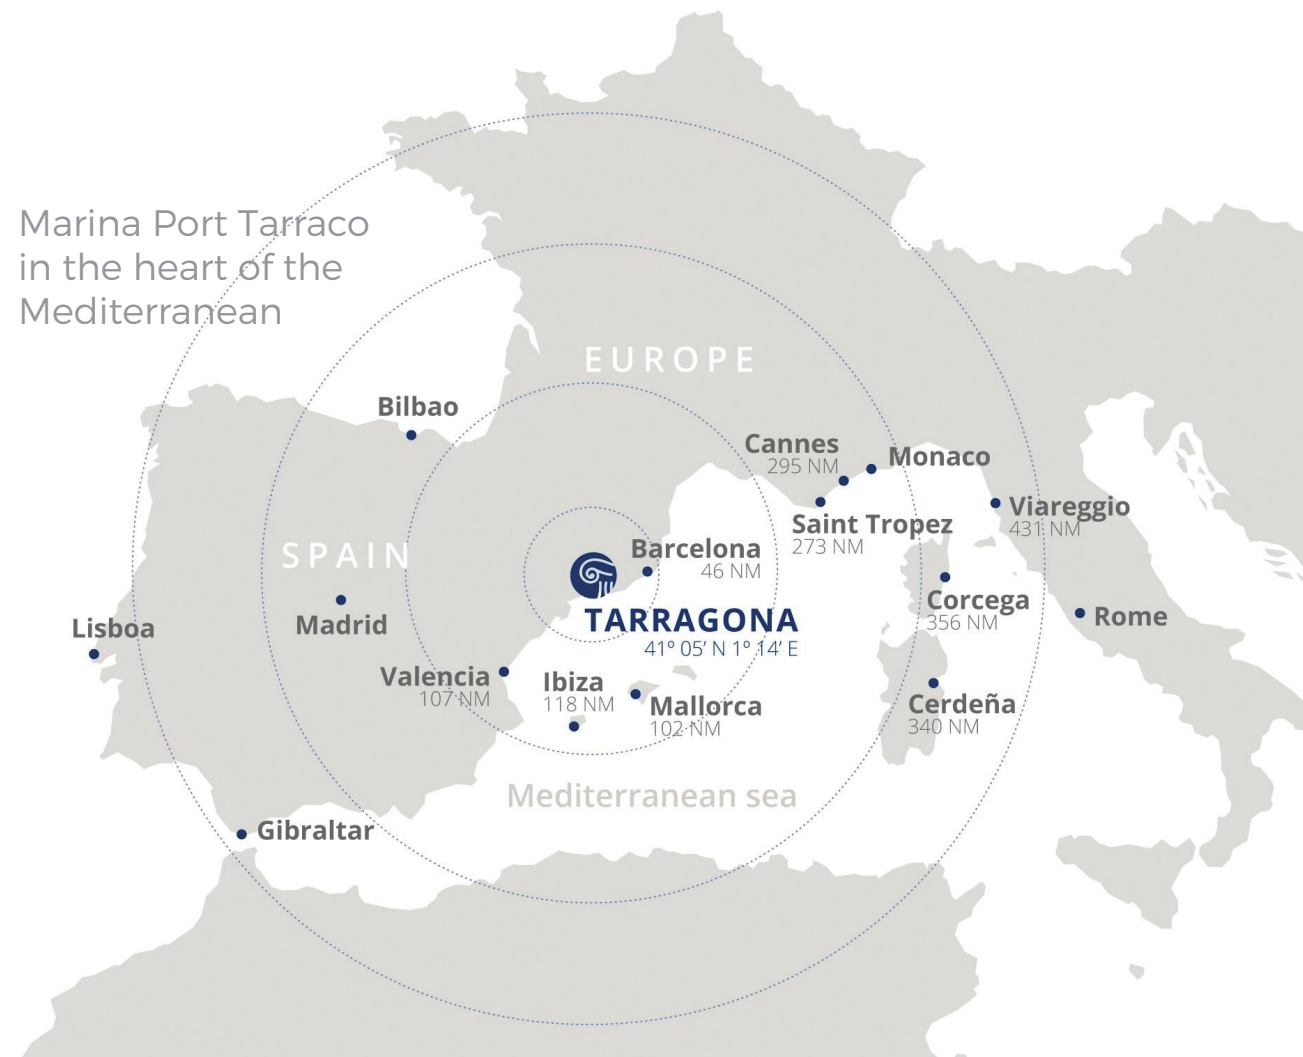 Marina Port Tarraco
in the heart of the
Mediterranean
EUROPE
Bilbao
Cannes
295 NM
Monaco
Viareggio
431 NM
Saint Tropez
273 NM
SPAIN
Barcelona
46 NM
Madrid
Lisboa
TARRAGONA
41º 05’ N 1º 14’ E
Corcega
356 NM
Rome
Valencia
107 NM
Ibiza
118 NM
Mallorca
102 NM
Cerdeña
340 NM
Mediterranean sea
Gibraltar